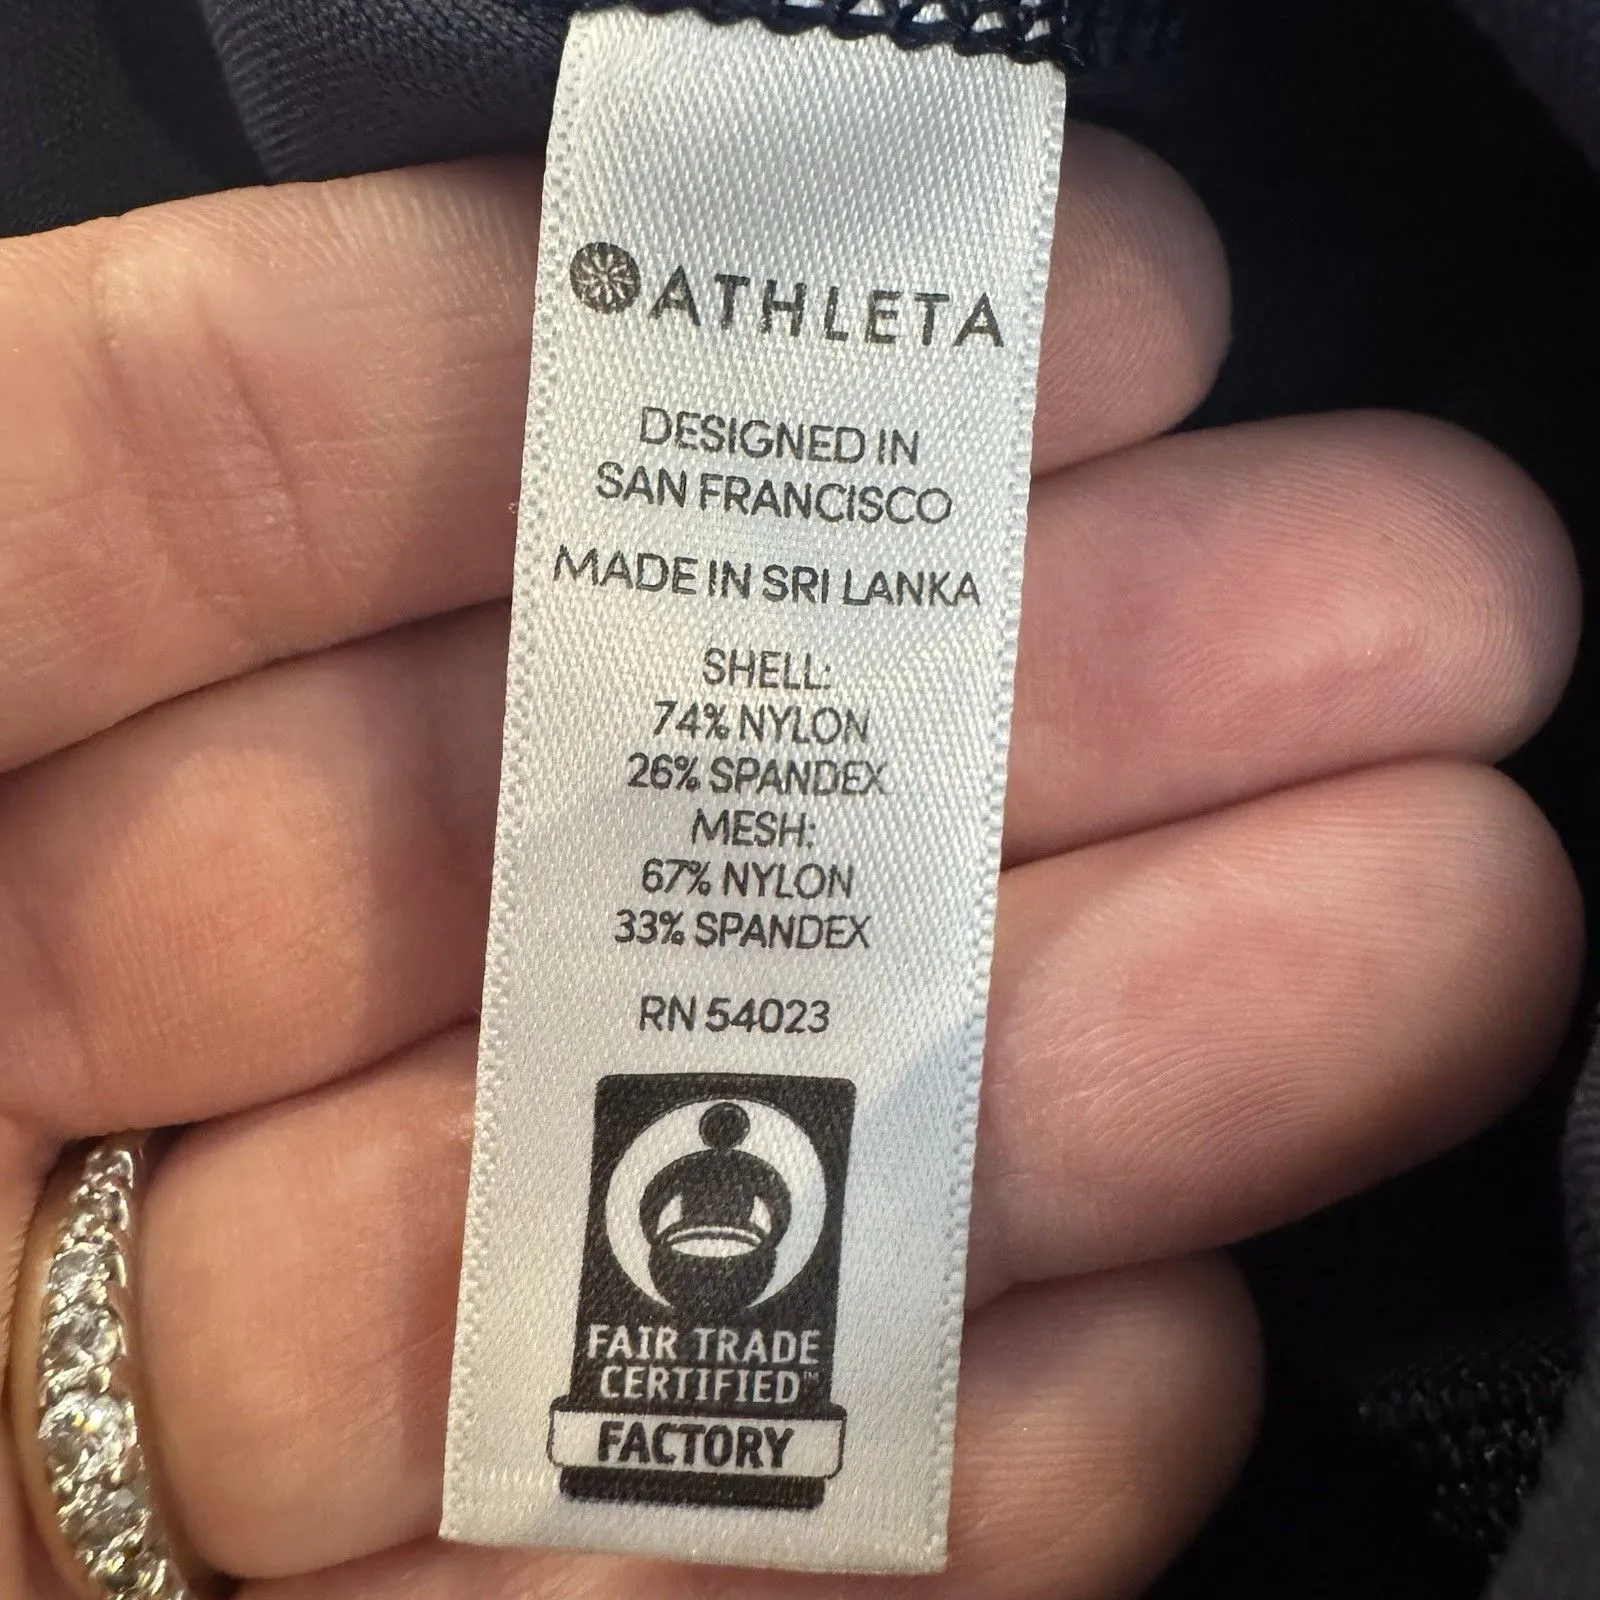 ATHLETA
DESIGNED IN
SAN FRANCISCO
MADE IN SRI LANKA
SHELL:
74% NYLON
26% SPANDEX
MESH:
67% NYLON
33% SPANDEX
RN 54023
FAIR TRADE
CERTIFIED™
FACTORY